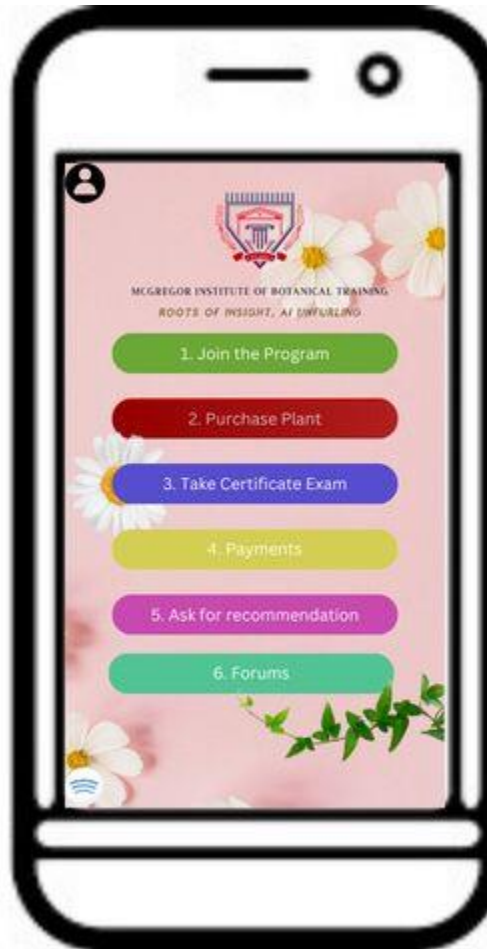 MCGREGOR INSTITUTE OF BOTANICAL TRAINING
ROOTS OF INSIGHT, AI UNFURLING
1. Join the Program
2. Purchase Plant
3. Take Certificate Exam
4. Payments
5. Ask for recommendation
6. Forums